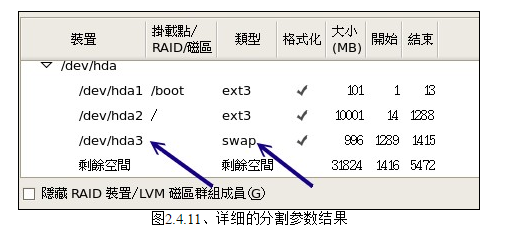 裝置 掛載點/RAID/磁區 類型 格式化 大小(MB) 開始 結束
/dev/hda
/dev/hda1 /boot ext3 101 1 13
/dev/hda2 / ext3 10001 14 1288
/dev/hda3 swap 996 1289 1415
剩餘空間 剩餘空間 31824 1416 5472
隱藏 RAID 裝置/LVM 磁區群組成員(G)
图2.4.11、详细的分割参数结果